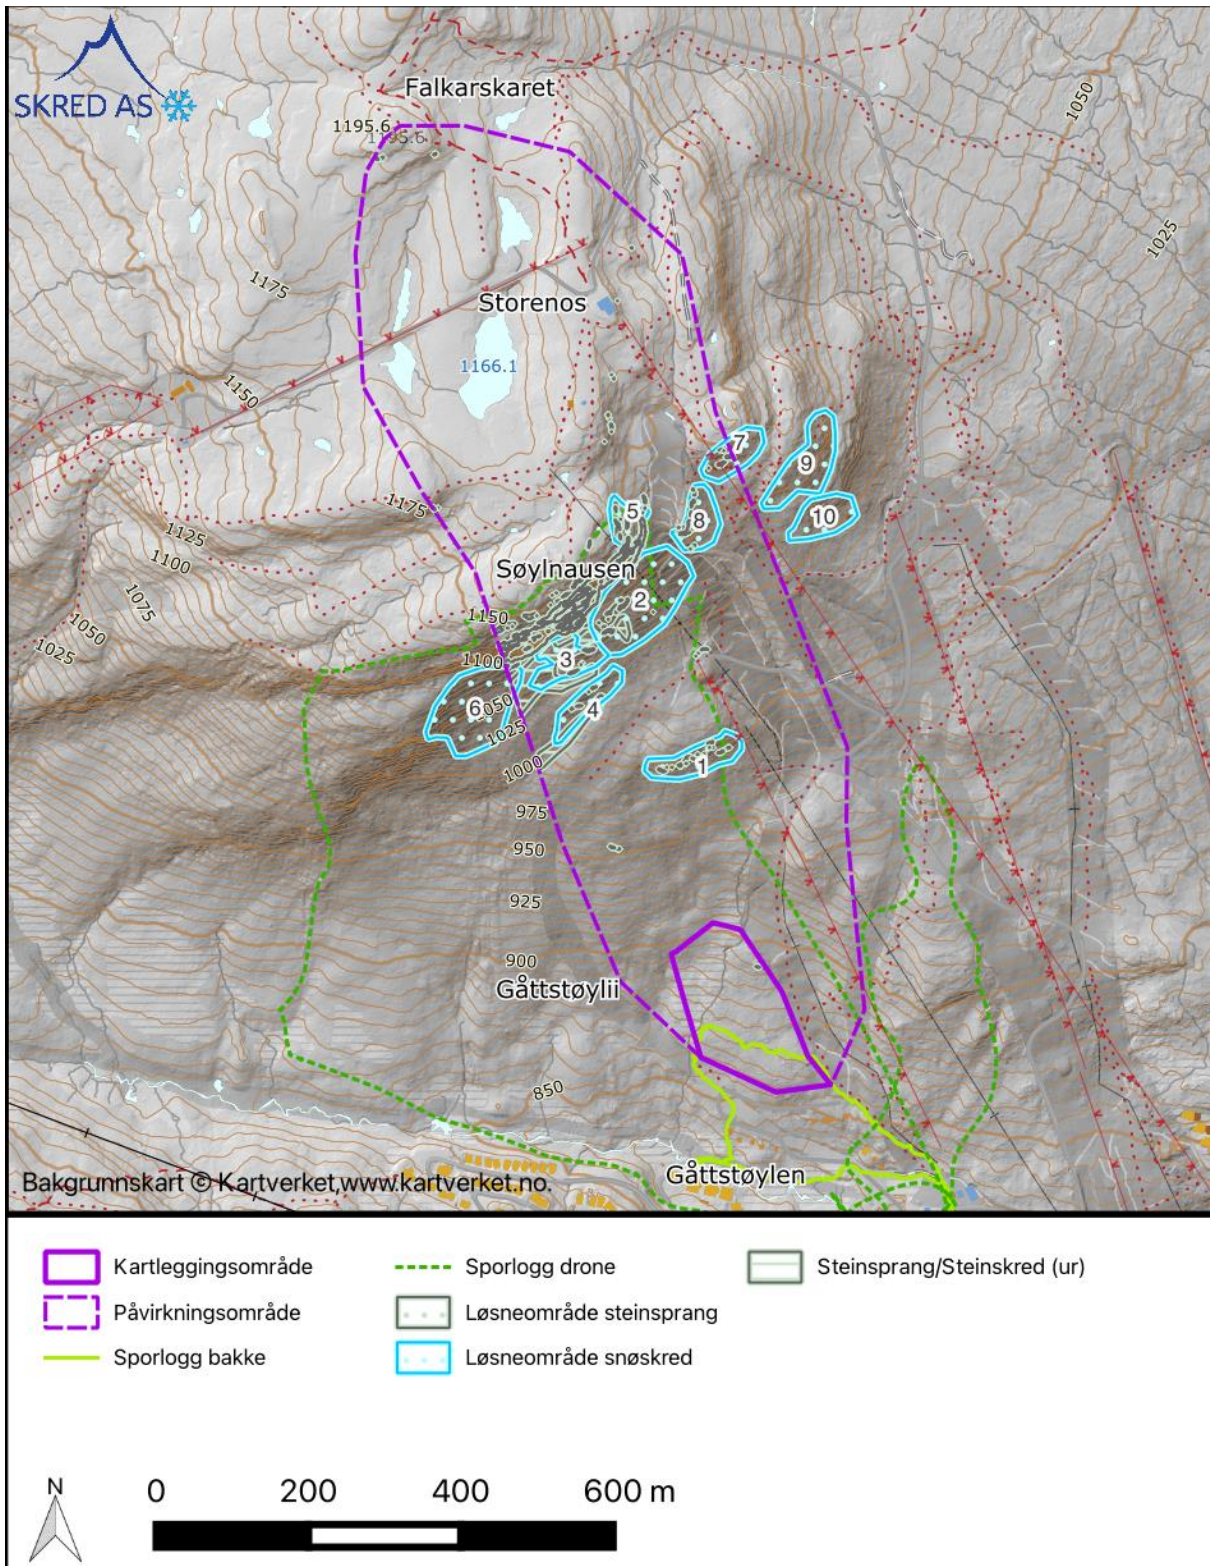 SKRED AS
Falkarskaret
1195.6
1195.6
1050
1025
1175
Storenos
1166.1
1150
7
9
1175
5
8
10
1125
1100
Søylnausen
2
1075
1150
1050
3
1100
1025
6
050
4
1025
1
1000
975
950
925
900
Gåttstøylii
850
Gåttstøylen
Bakgrunnskart © Kartverket,www.kartverket.no.
Kartleggingsområde
Sporlogg drone
Steinsprang/Steinskred (ur)
Påvirkningsområde
Løsneområde steinsprang
Sporlogg bakke
Løsneområde snøskred
N
0 200 400 600 m